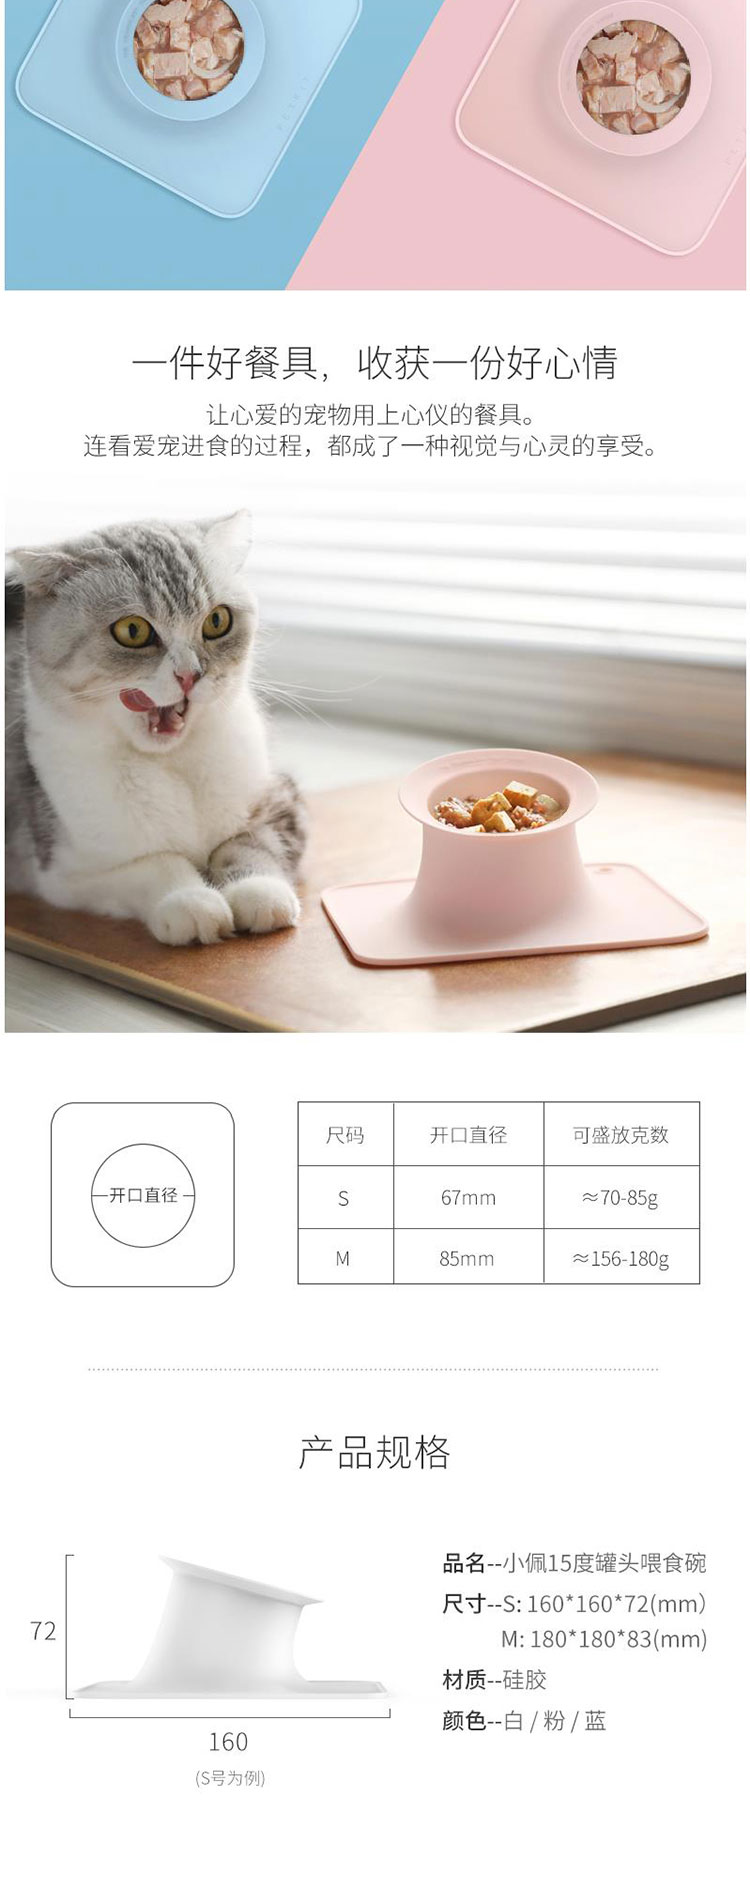 PETKIT
一件好餐具，收获一份好心情
让心爱的宠物用上心仪的餐具。
连看爱宠进食的过程，都成了一种视觉与心灵的享受。
开口直径
尺码 开口直径 可盛放克数
S 67mm ≈70-85g
M 85mm ≈156-180g
产品规格
72
160
(S号为例)
品名--小佩15度罐头喂食碗
尺寸--S: 160*160*72(mm)
M: 180*180*83(mm)
材质--硅胶
颜色--白 / 粉 / 蓝